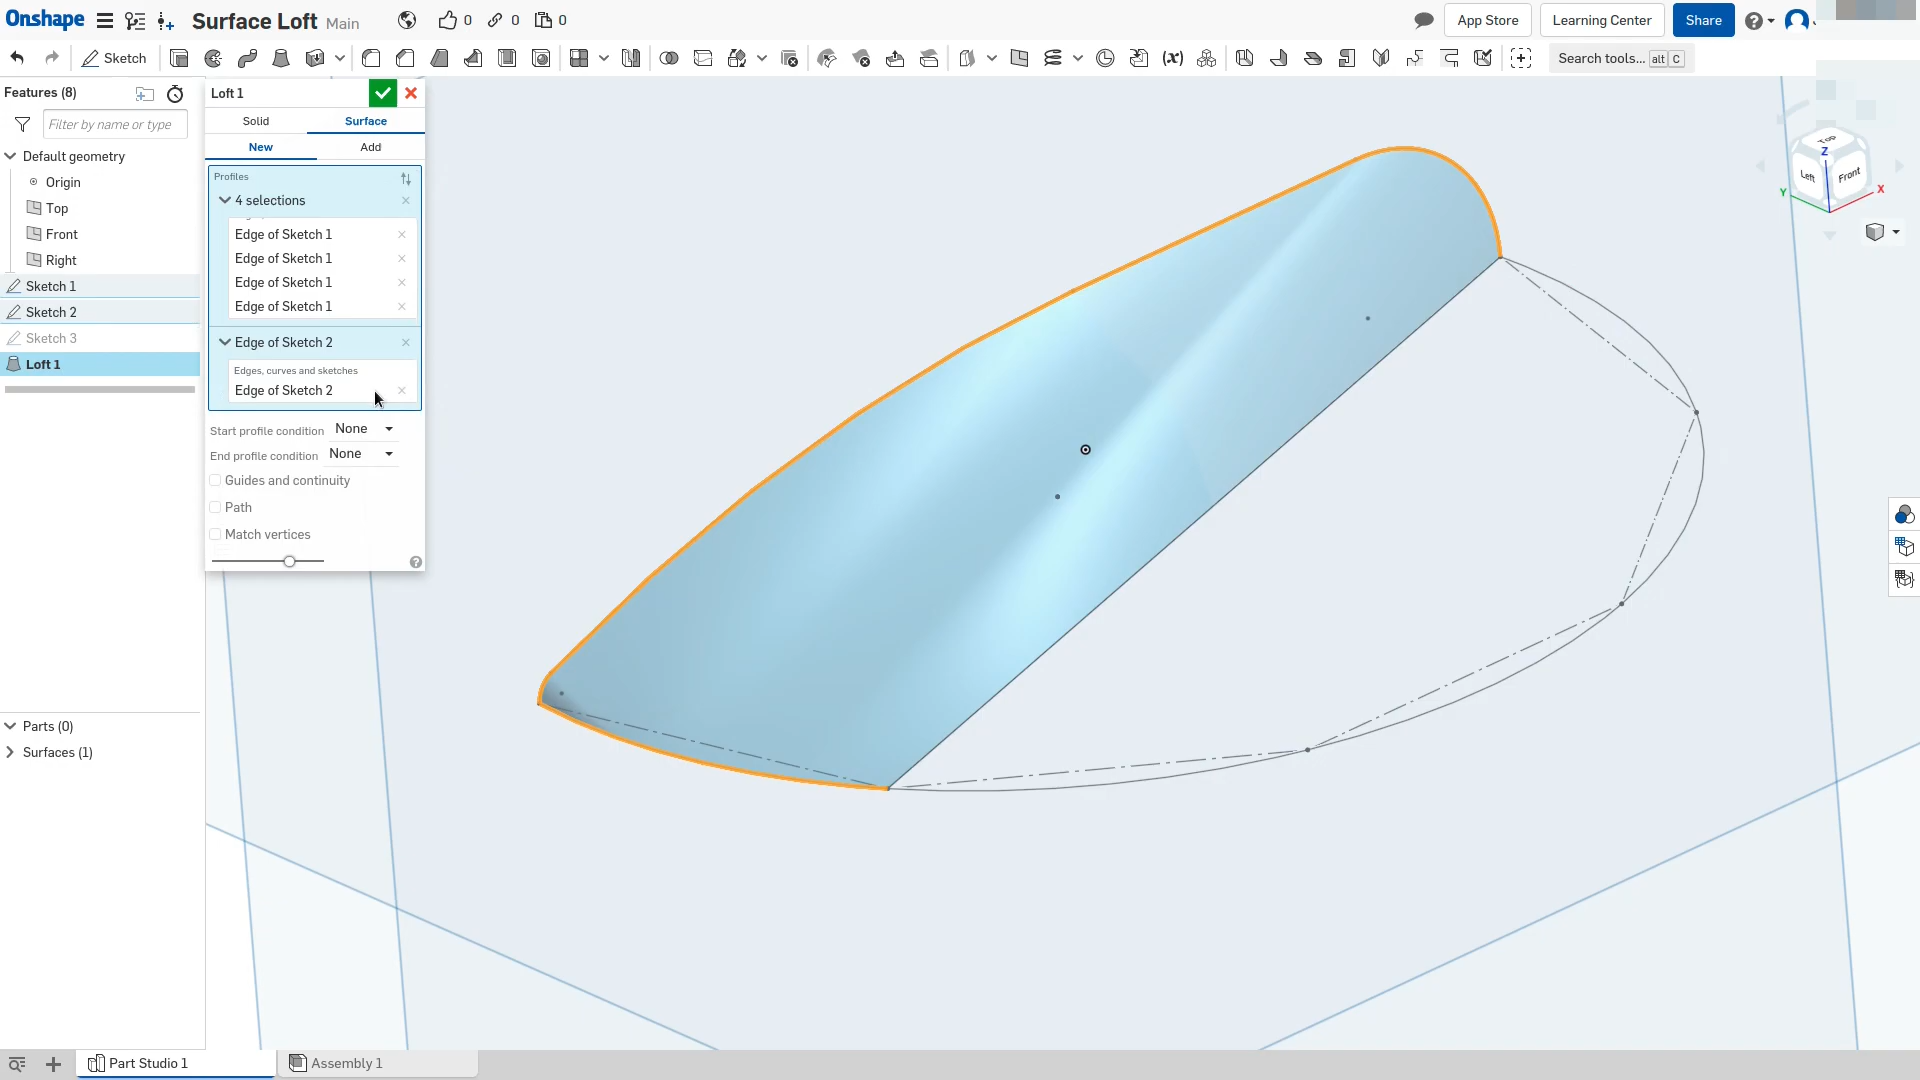 Onshape Surface Loft Main 0 0 0 App Store Learning Center Share
Sketch Search tools... alt C
Features (8)
Filter by name or type
Default geometry
Origin
Top
Front
Right
Sketch 1
Sketch 2
Sketch 3
Loft 1
Parts (0)
Surfaces (1)
Loft 1
Solid Surface
New Add
Profiles
4 selections
Edge of Sketch 1
Edge of Sketch 1
Edge of Sketch 1
Edge of Sketch 1
Edge of Sketch 2
Edges, curves and sketches
Edge of Sketch 2
Start profile condition None
End profile condition None
Guides and continuity
Path
Match vertices
Top
Z
Left Front
Y X
Part Studio 1 Assembly 1